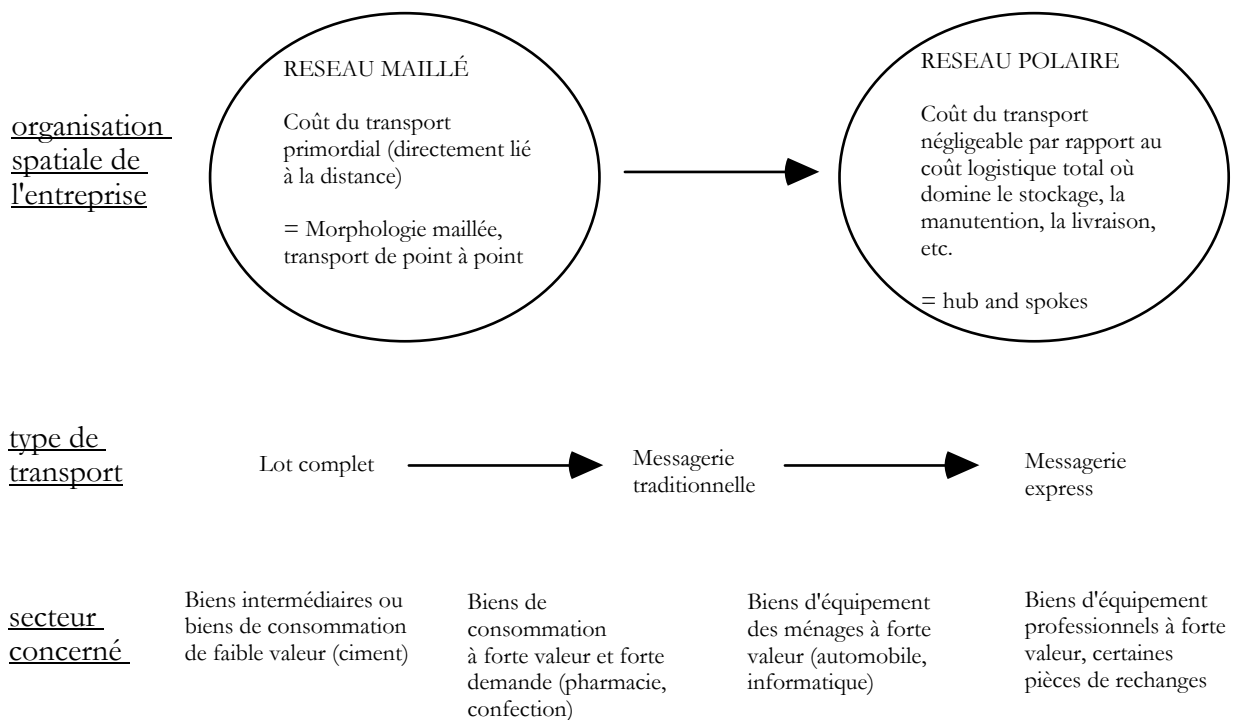 organisation
spatiale de
l'entreprise
RESEAU MAILLÉ
Coût du transport
primordial (directement lié
à la distance)
= Morphologie maillée,
transport de point à point
RESEAU POLAIRE
Coût du transport
négligeable par rapport au
coût logistique total où
domine le stockage, la
manutention, la livraison,
etc.
= hub and spokes
type de
transport
Lot complet
Messagerie
traditionnelle
Messagerie
express
secteur
concerné
Biens intermédiaires ou
biens de consommation
de faible valeur (ciment)
Biens de
consommation
à forte valeur et forte
demande (pharmacie,
confection)
Biens d'équipement
des ménages à forte
valeur (automobile,
informatique)
Biens d'équipement
professionnels à forte
valeur, certaines
pièces de rechanges